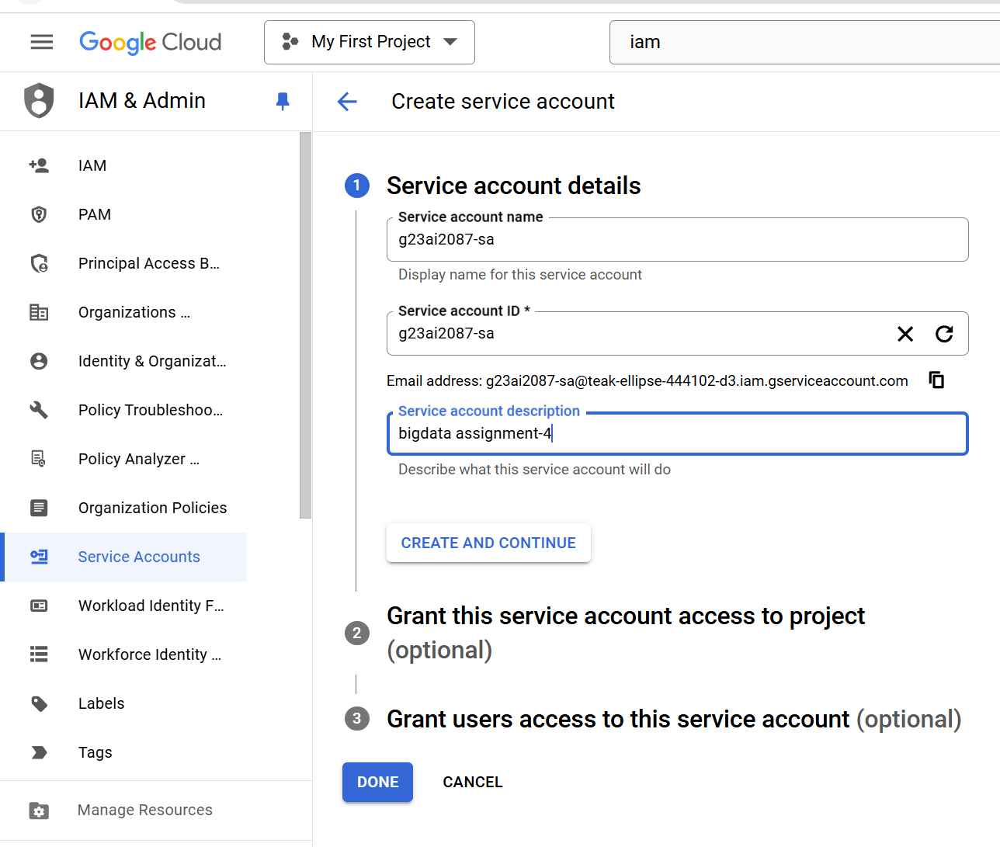 Google Cloud
My First Project
iam
IAM & Admin
Create service account
IAM
PAM
Principal Access B...
Organizations ...
Identity & Organizat...
Policy Troubleshoo...
Policy Analyzer ...
Organization Policies
Service Accounts
Workload Identity F...
Workforce Identity ...
Labels
Tags
Manage Resources
1
Service account details
Service account name
g23ai2087-sa
Display name for this service account
Service account ID *
g23ai2087-sa
Email address: g23ai2087-sa@teak-ellipse-444102-d3.iam.gserviceaccount.com
Service account description
bigdata assignment-4
Describe what this service account will do
CREATE AND CONTINUE
2
Grant this service account access to project
(optional)
3
Grant users access to this service account (optional)
DONE
CANCEL